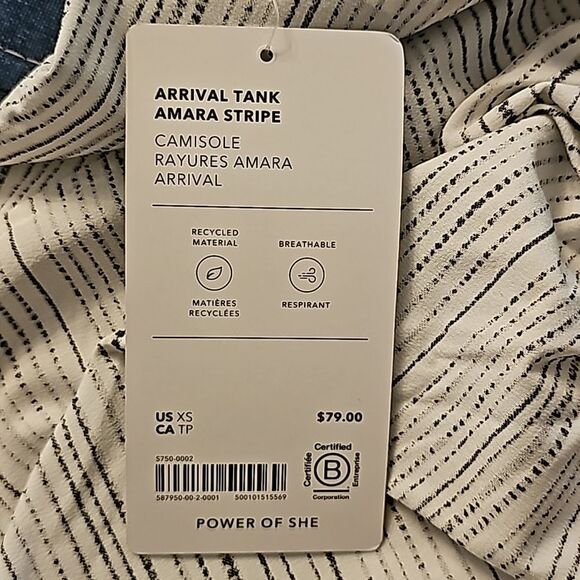 ARRIVAL TANK
AMARA STRIPE
CAMISOLE
RAYURES AMARA
ARRIVAL
RECYCLED
MATERIAL
BREATHABLE
MATIÈRES
RECYCLÉES
RESPIRANT
US XS
CA TP
$79.00
S750-0002
587950-00-2-0001 500101515569
Certified
Certifiée
B
Entreprise
Corporation
POWER OF SHE